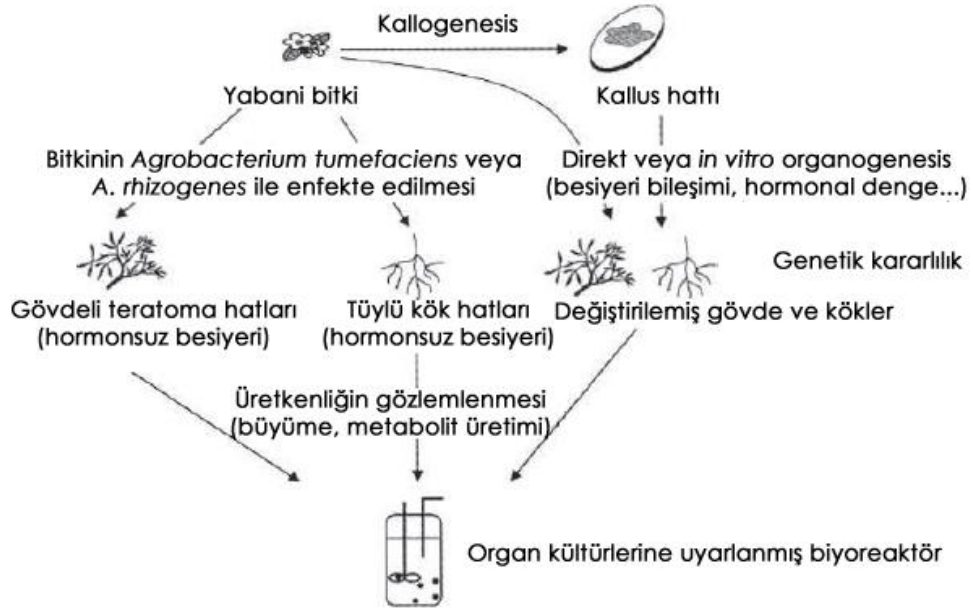 Kallogenesis
Yabani bitki
Kallus hattı
Bitkinin Agrobacterium tumefaciens veya
A. rhizogenes ile enfekte edilmesi
Direkt veya in vitro organogenesis
(besiyeri bileşimi, hormonal denge...)
Genetik kararlılık
Gövdeli teratoma hatları
(hormonsuz besiyeri)
Tüylü kök hatları
(hormonsuz besiyeri)
Değiştirilemiş gövde ve kökler
Üretkenliğin gözlemlenmesi
(büyüme, metabolit üretimi)
Organ kültürlerine uyarlanmış biyoreaktör